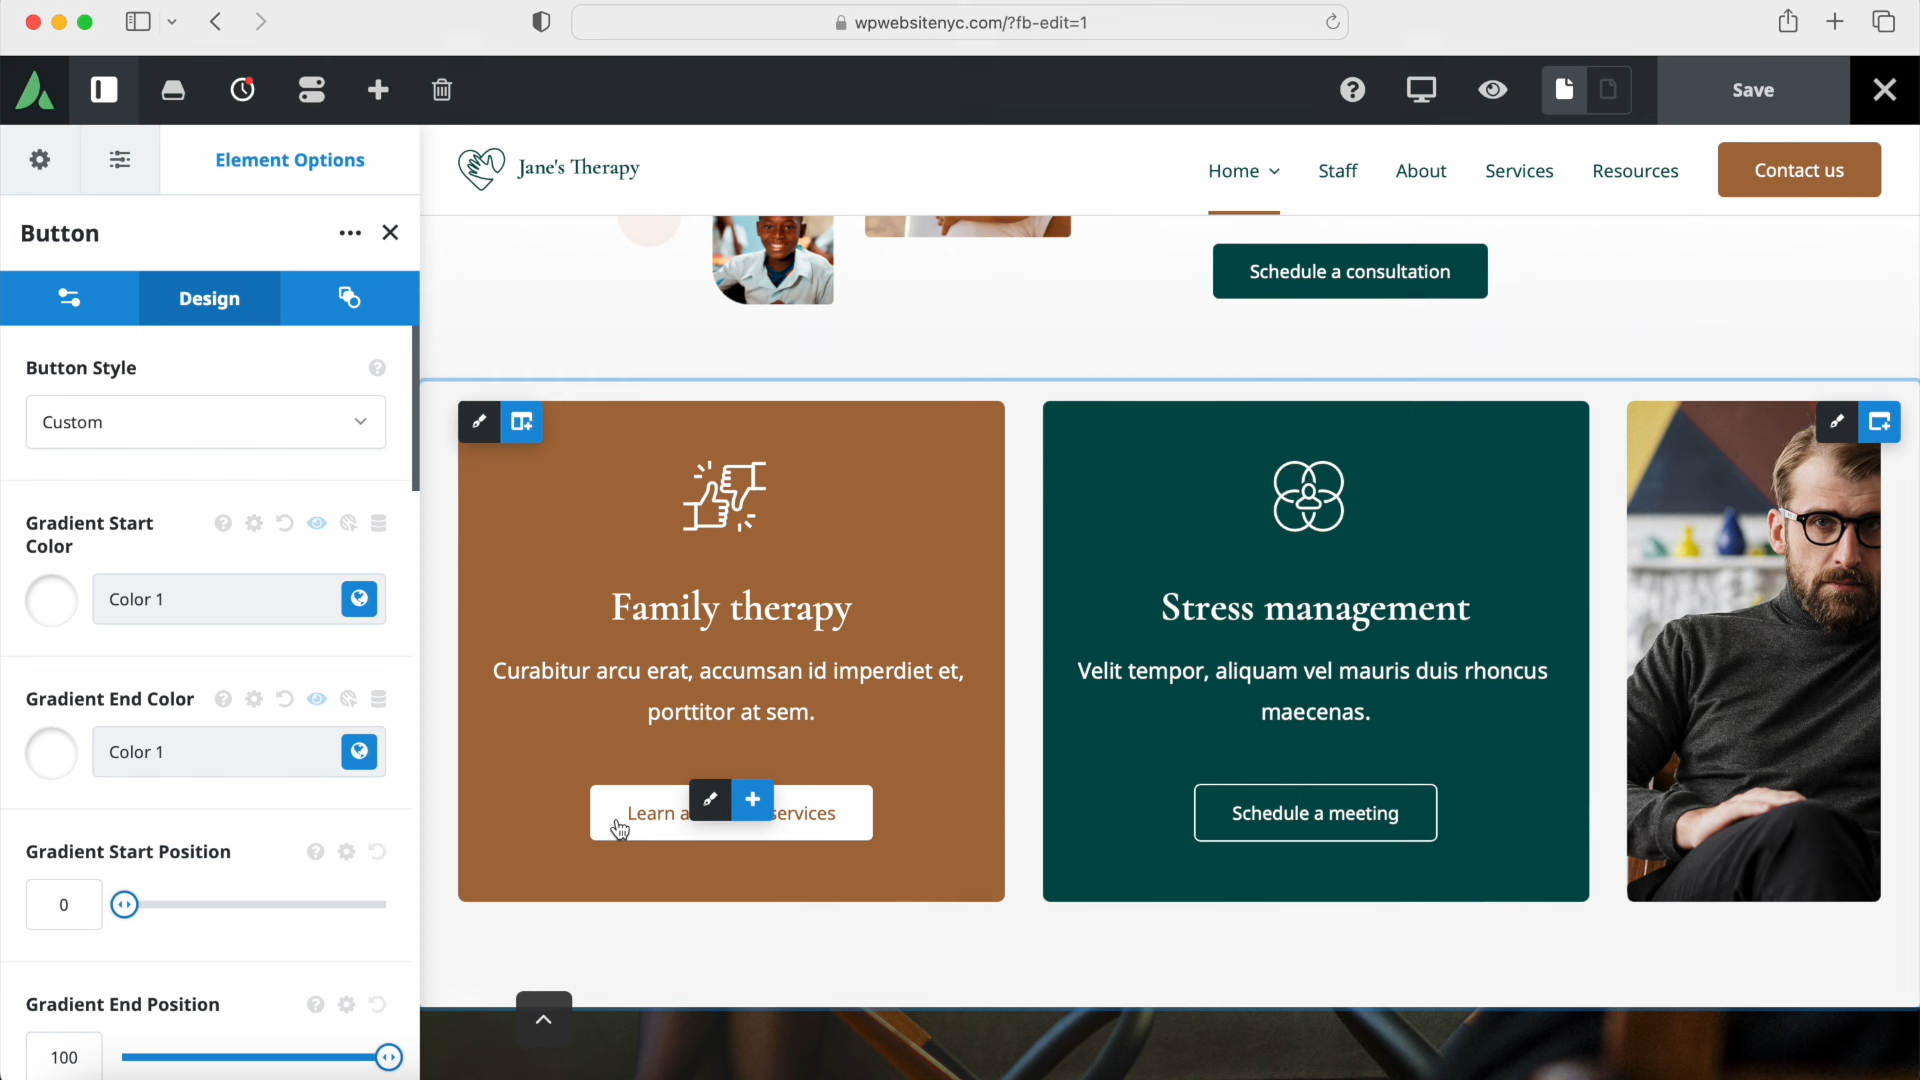 wpwebsitenyc.com/?fb-edit=1
Save
Element Options
Button
Design
Button Style
Custom
Gradient Start
Color
Color 1
Gradient End Color
Color 1
Gradient Start Position
0
Gradient End Position
100
Jane's Therapy
Home
Staff
About
Services
Resources
Contact us
Schedule a consultation
Family therapy
Curabitur arcu erat, accumsan id imperdiet et,
porttitor at sem.
Learn a services
Stress management
Velit tempor, aliquam vel mauris duis rhoncus
maecenas.
Schedule a meeting